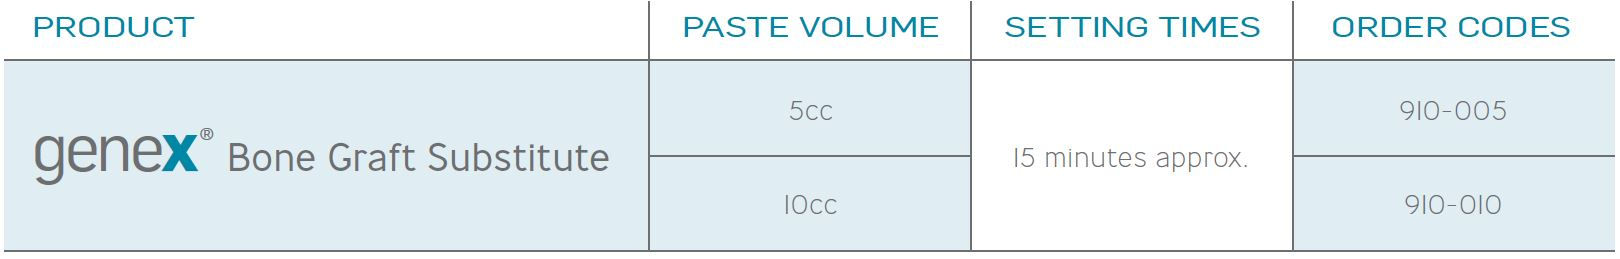 PRODUCT PASTE VOLUME SETTING TIMES ORDER CODES
5cc 910-005
genex® Bone Graft Substitute 15 minutes approx.
10cc 910-010